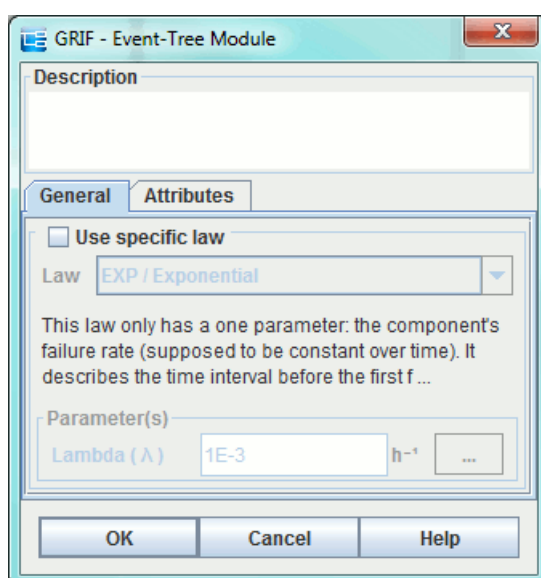 GRIF - Event-Tree Module
Description
General Attributes
Use specific law
Law EXP / Exponential
This law only has a one parameter: the component's
failure rate (supposed to be constant over time). It
describes the time interval before the first f ...
Parameter(s)
Lambda ( λ ) 1E-3 h⁻¹ ...
OK Cancel Help